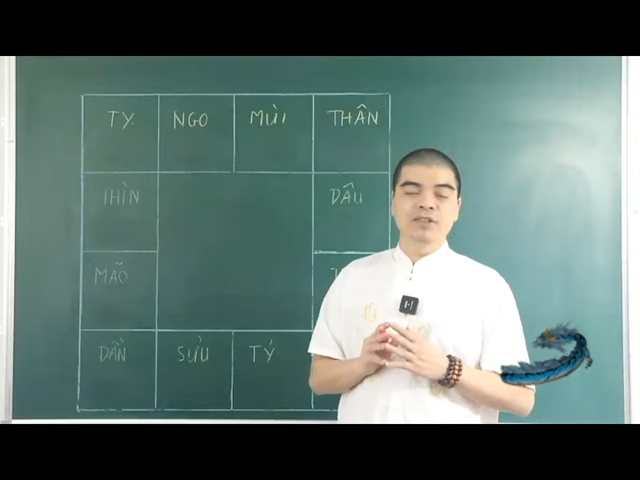 TỴ NGỌ MÙI THÂN
THÌN DẬU
MÃO
DẦN SỬU TÝ